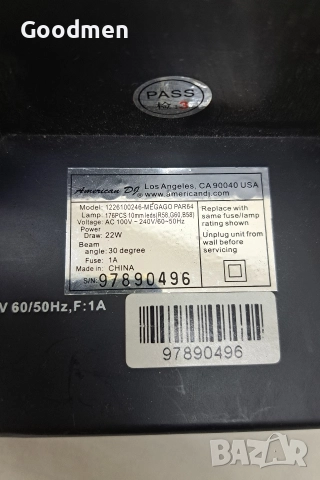 Goodmen
PASS
American DJ Los Angeles, CA 90040 USA
www.americandj
Model: 1226100246-MEGAGO PAR64
Lamp: 176PCS 10mm leds(R58,G60,B58)
Voltage: AC 100V - 240V/60~50Hz
Power
Draw: 22W
Beam
angle: 30 degree
Fuse: 1A
Made in: CHINA
S/N: 97890496
Replace with
same fuse/lamp
rating shown
Unplug unit from
wall before
servicing
V 60/50Hz,F:1A
97890496
BAZAR